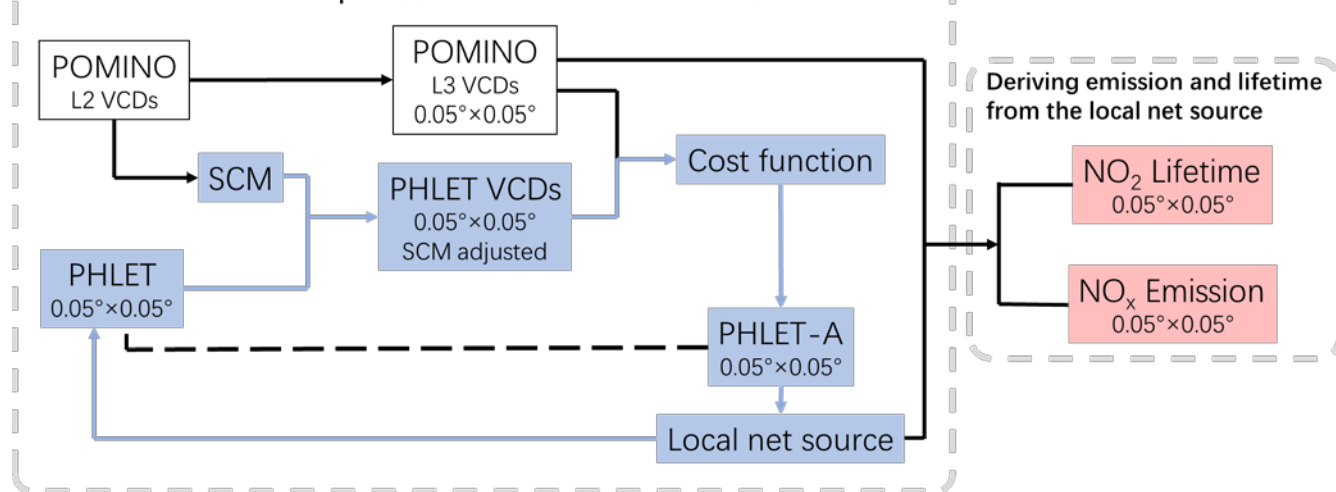 POMINO
L2 VCDs
POMINO
L3 VCDs
0.05°×0.05°
SCM
PHLET VCDs
0.05°×0.05°
SCM adjusted
Cost function
PHLET
0.05°×0.05°
PHLET-A
0.05°×0.05°
Local net source
Deriving emission and lifetime
from the local net source
NO₂ Lifetime
0.05°×0.05°
NOₓ Emission
0.05°×0.05°